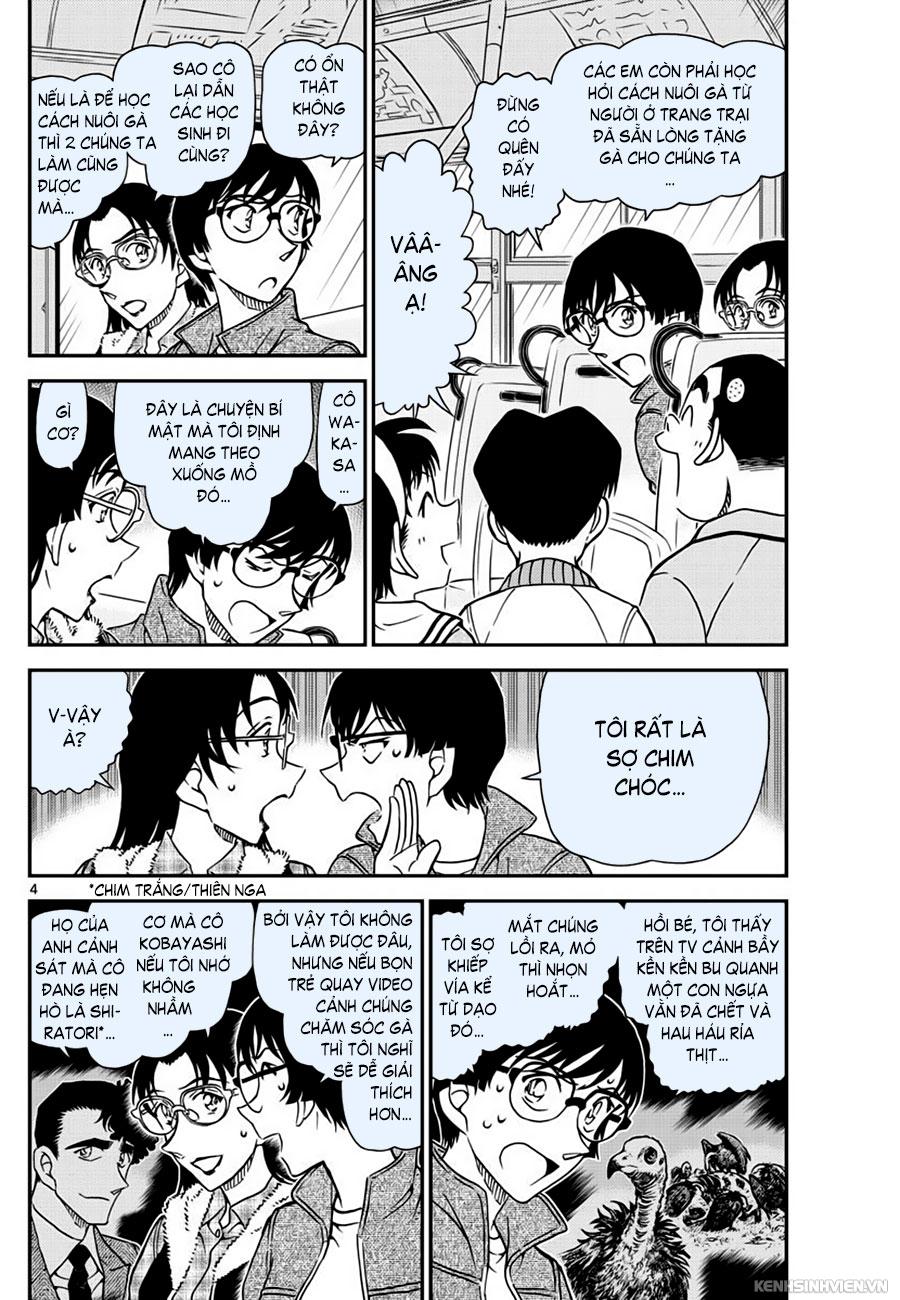 CÁC EM CÒN PHẢI HỌC
HỎI CÁCH NUÔI GÀ TỪ
NGƯỜI Ở TRANG TRẠI
ĐÃ SẴN LÒNG TẶNG
GÀ CHO CHÚNG TA
...
ĐỪNG
CÓ
QUÊN
ĐẤY
NHÉ!
VÂÂ-
ÂNG
Ạ!
CÓ ỔN
THẬT
KHÔNG
ĐÂY?
SAO CÔ
LẠI DẪN
CÁC HỌC
SINH ĐI
CÙNG?
NẾU LÀ ĐỂ HỌC
CÁCH NUÔI GÀ
THÌ 2 CHÚNG TA
LÀM CŨNG
ĐƯỢC
MÀ...
CÔ
WA-
KA-
SA
...
ĐÂY LÀ CHUYỆN BÍ
MẬT MÀ TÔI ĐỊNH
MANG THEO
XUỐNG MỒ
ĐÓ...
GÌ
CƠ?
TÔI RẤT LÀ
SỢ CHIM
CHÓC...
V-VẬY
À?
4
*CHIM TRẮNG/THIÊN NGA
HỒI BÉ, TÔI THẤY
TRÊN TV CẢNH BẦY
KỀN KỀN BU QUANH
MỘT CON NGỰA
VẰN ĐÃ CHẾT VÀ
HAU HÁU RỈA
THỊT...
MẮT CHÚNG
LỒI RA, MỎ
THÌ NHỌN
HOẮT...
TÔI SỢ
KHIẾP
VÍA KỂ
TỪ DẠO
ĐÓ...
BỞI VẬY TÔI KHÔNG
LÀM ĐƯỢC ĐÂU,
NHƯNG NẾU BỌN
TRẺ QUAY VIDEO
CẢNH CHÚNG
CHĂM SÓC GÀ
THÌ TÔI NGHĨ
SẼ DỄ GIẢI
THÍCH
HƠN...
CƠ MÀ CÔ
KOBAYASHI
NẾU TÔI NHỚ
KHÔNG
NHẦM
...
HỌ CỦA
ANH CẢNH
SÁT MÀ CÔ
ĐANG HẸN
HÒ LÀ SHI-
RATORI*...
KENHSINHVIEN.VN